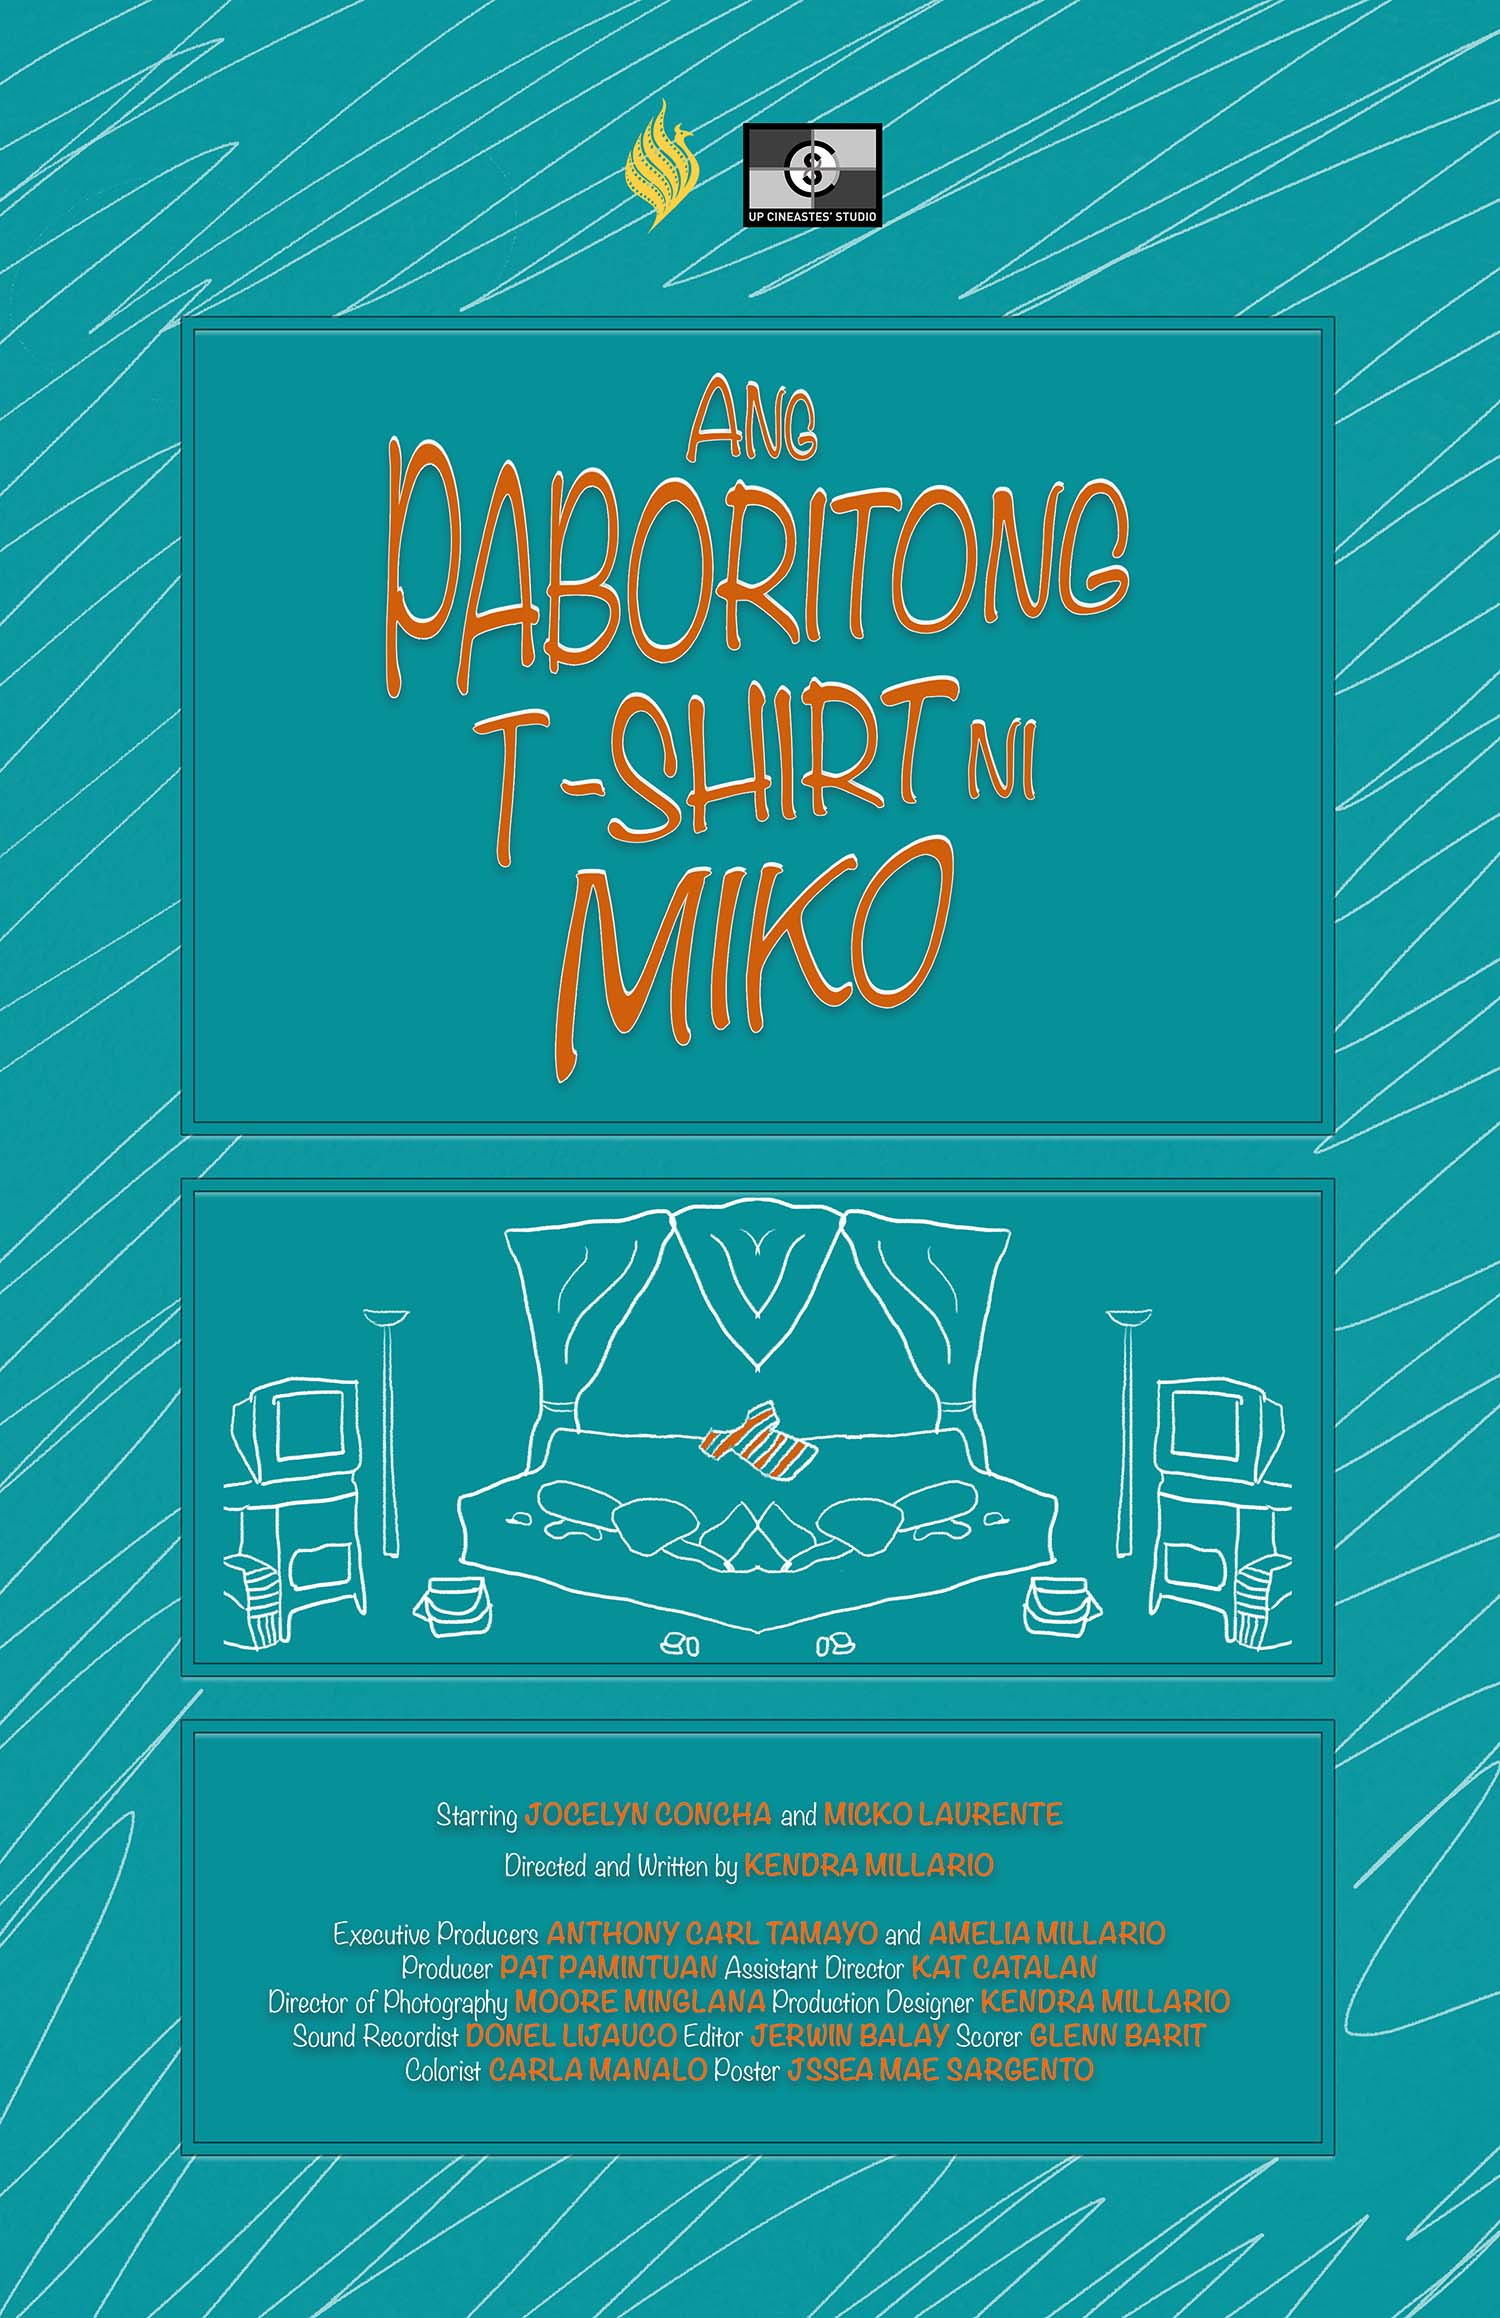 UP CINEASTES' STUDIO
ANG
PABORITONG
T-SHIRT NI
MIKO
Starring JOCELYN CONCHA and MICKO LAURENTE
Directed and Written by KENDRA MILLARIO
Executive Producers ANTHONY CARL TAMAYO and AMELIA MILLARIO
Producer PAT PAMINTUAN Assistant Director KAT CATALAN
Director of Photography MOORE MINGLANA Production Designer KENDRA MILLARIO
Sound Recordist DONEL LIJAUCO Editor JERWIN BALAY Scorer GLENN BARIT
Colorist CARLA MANALO Poster JSSEA MAE SARGENTO